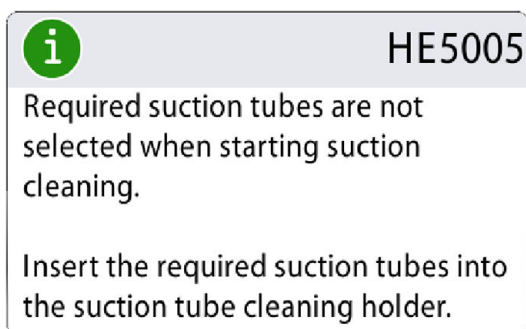 i
HE5005
Required suction tubes are not
selected when starting suction
cleaning.
Insert the required suction tubes into
the suction tube cleaning holder.